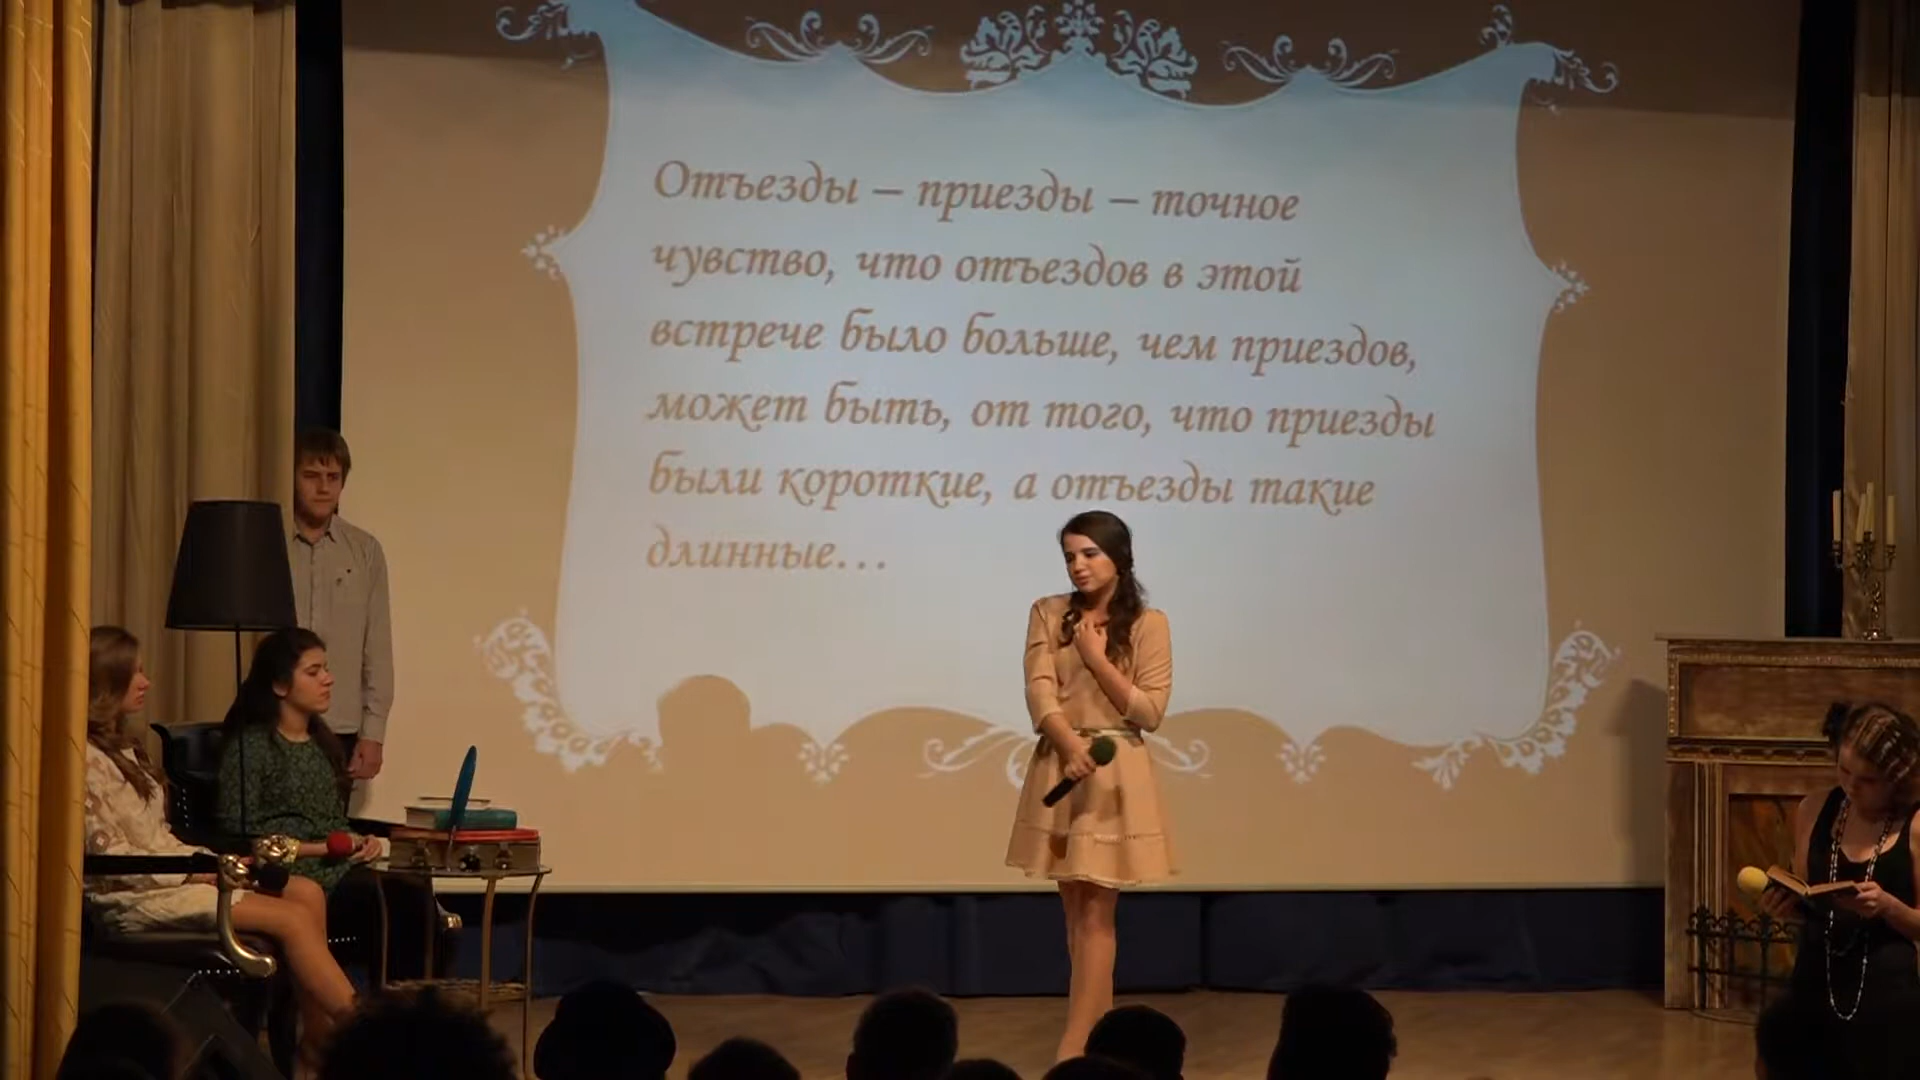 Отъезды – приезды – точное
чувство, что отъездов в этой
встрече было больше, чем приездов,
может быть, от того, что приезды
были короткие, а отъезды такие
длинные…